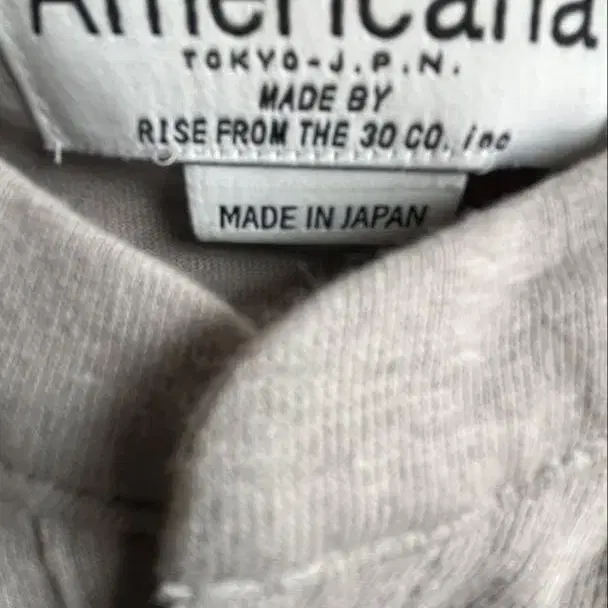 Americana
TOKYO-J.P.N.
MADE BY
RISE FROM THE 30 CO. inc
MADE IN JAPAN